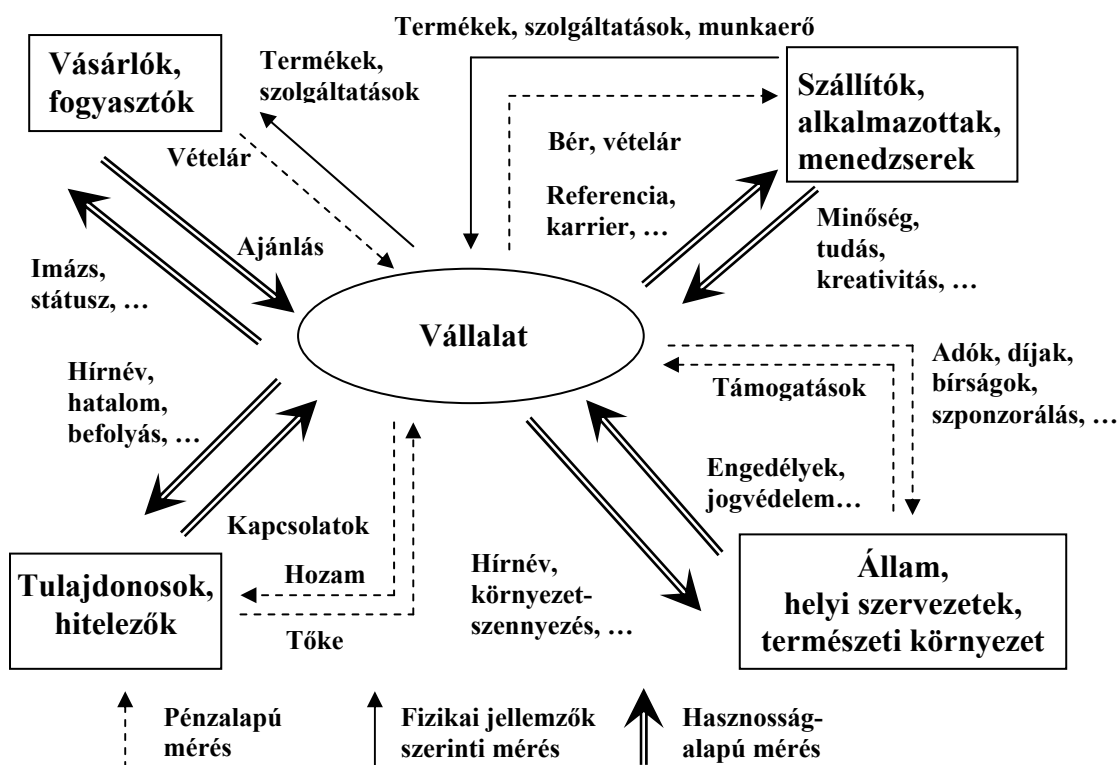 Termékek, szolgáltatások, munkaerő
Vásárlók,
fogyasztók
Termékek,
szolgáltatások
Szállítók,
alkalmazottak,
menedzserek
Vételár
Bér, vételár
Referencia,
karrier, …
Minőség,
tudás,
kreativitás, …
Ajánlás
Imázs,
státusz, …
Vállalat
Hírnév,
hatalom,
befolyás, …
Támogatások
Adók, díjak,
bírságok,
szponzorálás, …
Engedélyek,
jogvédelem…
Kapcsolatok
Tulajdonosok,
hitelezők
Hozam
Tőke
Hírnév,
környezet-
szennyezés, …
Állam,
helyi szervezetek,
természeti környezet
Pénzalapú
mérés
Fizikai jellemzők
szerinti mérés
Hasznosság-
alapú mérés